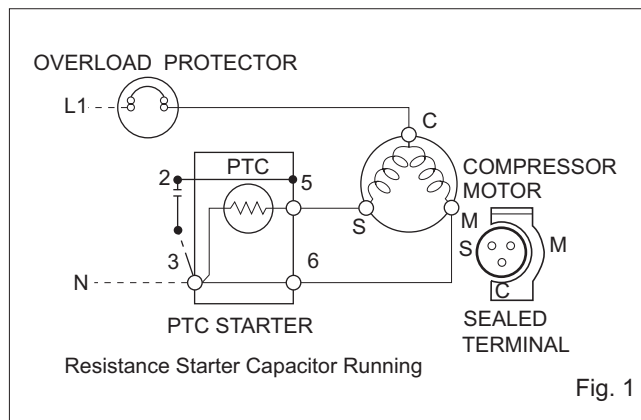 OVERLOAD PROTECTOR
L1
C
2
PTC
5
COMPRESSOR
MOTOR
S
M
S
M
3
6
C
N
PTC STARTER
SEALED
TERMINAL
Resistance Starter Capacitor Running
Fig. 1